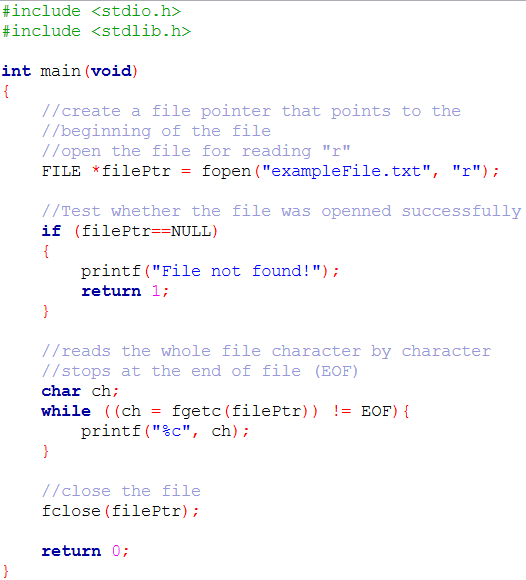 #include <stdio.h>
#include <stdlib.h>

int main(void)
{
    //create a file pointer that points to the
    //beginning of the file
    //open the file for reading "r"
    FILE *filePtr = fopen("exampleFile.txt", "r");

    //Test whether the file was openned successfully
    if (filePtr==NULL)
    {
        printf("File not found!");
        return 1;
    }

    //reads the whole file character by character
    //stops at the end of file (EOF)
    char ch;
    while ((ch = fgetc(filePtr)) != EOF){
        printf("%c", ch);
    }

    //close the file
    fclose(filePtr);

    return 0;
}